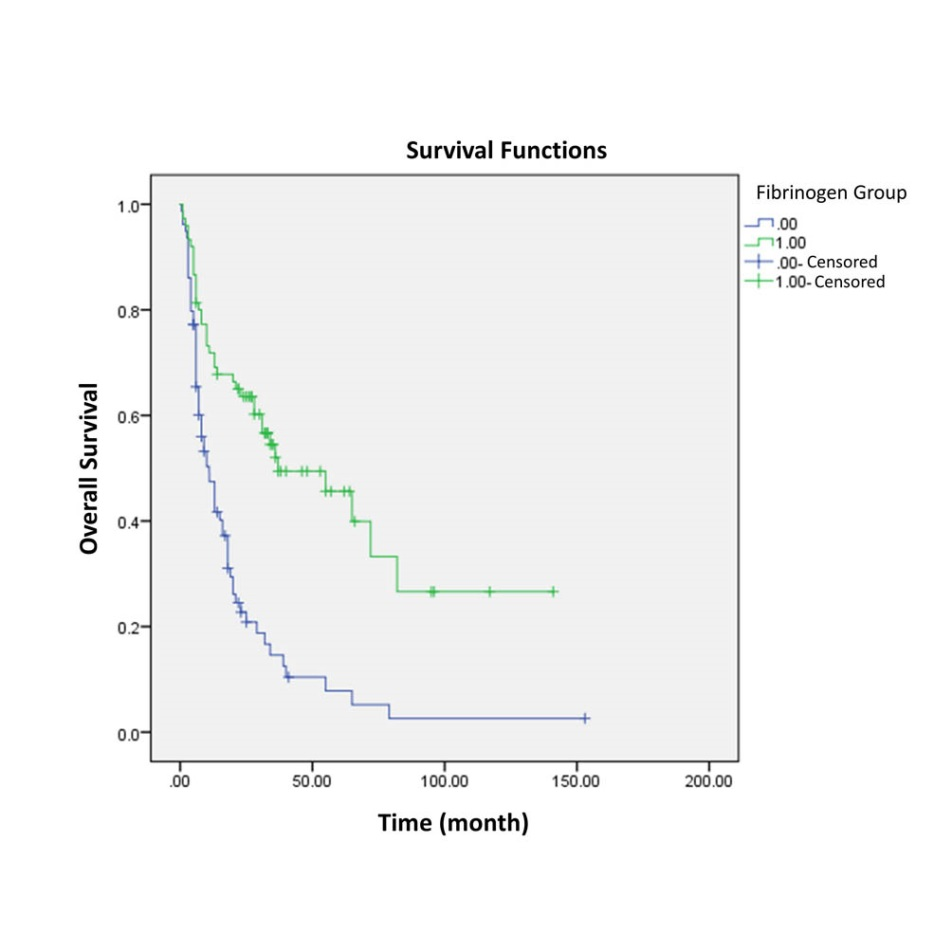 Survival Functions
Fibrinogen Group
.00
1.00
.00- Censored
1.00- Censored
1.0
0.8
0.6
0.4
0.2
0.0
Overall Survival
.00
50.00
100.00
150.00
200.00
Time (month)